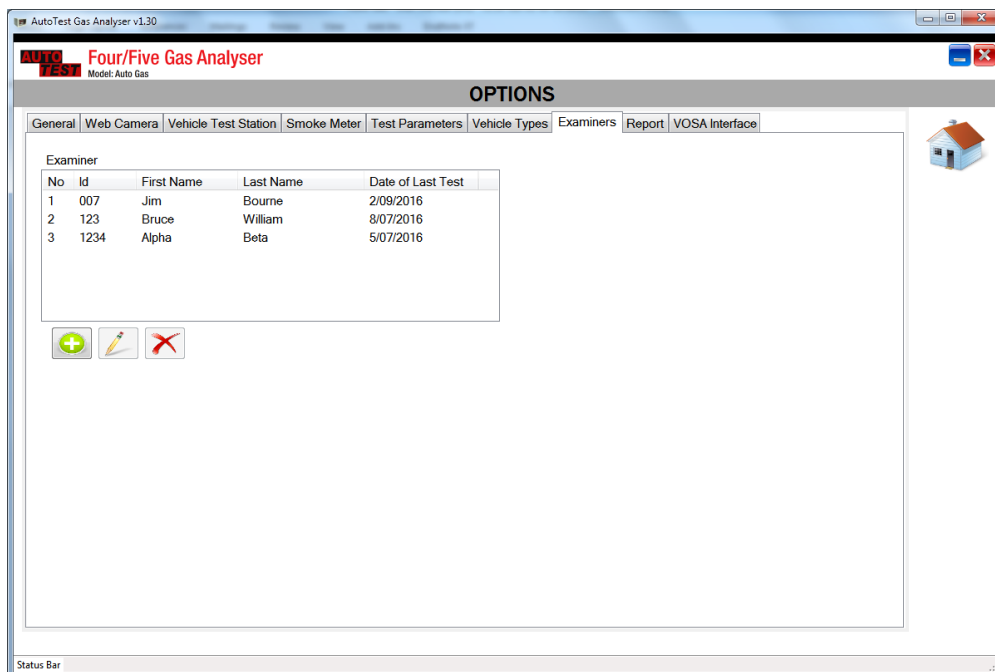 AutoTest Gas Analyser v1.30
AUTO TEST
Four/Five Gas Analyser
Model: Auto Gas
OPTIONS
General Web Camera Vehicle Test Station Smoke Meter Test Parameters Vehicle Types Examiners Report VOSA Interface
Examiner
No Id First Name Last Name Date of Last Test
1 007 Jim Bourne 2/09/2016
2 123 Bruce William 8/07/2016
3 1234 Alpha Beta 5/07/2016
Status Bar